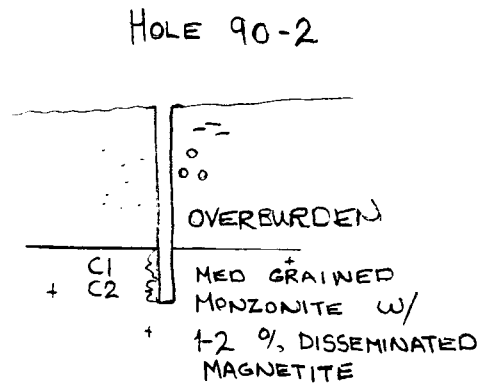 HOLE 90-2
OVERBURDEN
C1
C2
MED GRAINED
MONZONITE W/
1-2 %, DISSEMINATED
MAGNETITE